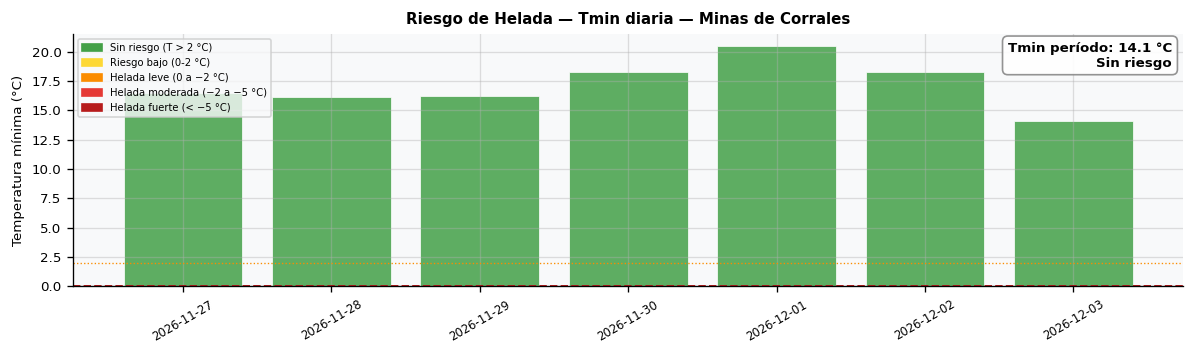 Riesgo de Helada — Tmin diaria — Minas de Corrales
Sin riesgo (T > 2 °C)
Riesgo bajo (0-2 °C)
Helada leve (0 a −2 °C)
Helada moderada (−2 a −5 °C)
Helada fuerte (< −5 °C)
Tmin período: 14.1 °C
Sin riesgo
Temperatura mínima (°C)
20.0
17.5
15.0
12.5
10.0
7.5
5.0
2.5
0.0
2026-11-27
2026-11-28
2026-11-29
2026-11-30
2026-12-01
2026-12-02
2026-12-03